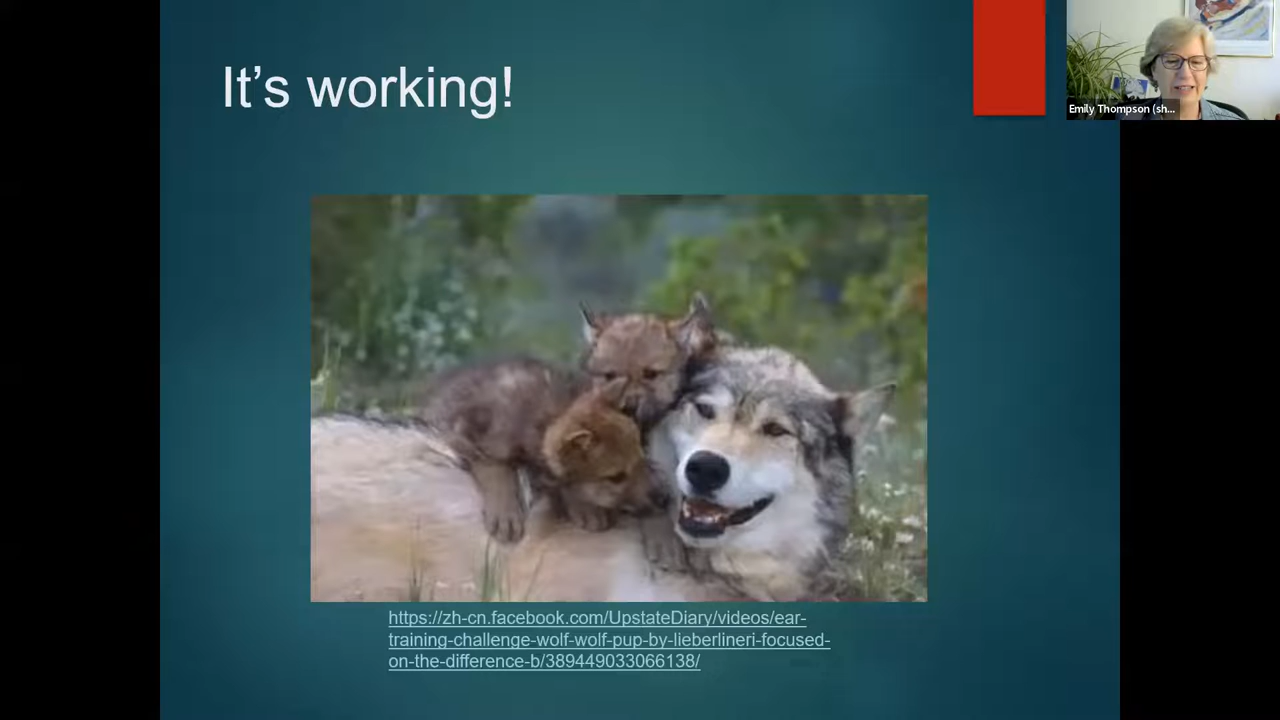 It’s working!
Emily Thompson (sh...
https://zh-cn.facebook.com/UpstateDiary/videos/ear-
training-challenge-wolf-wolf-pup-by-lieberlineri-focused-
on-the-difference-b/389449033066138/